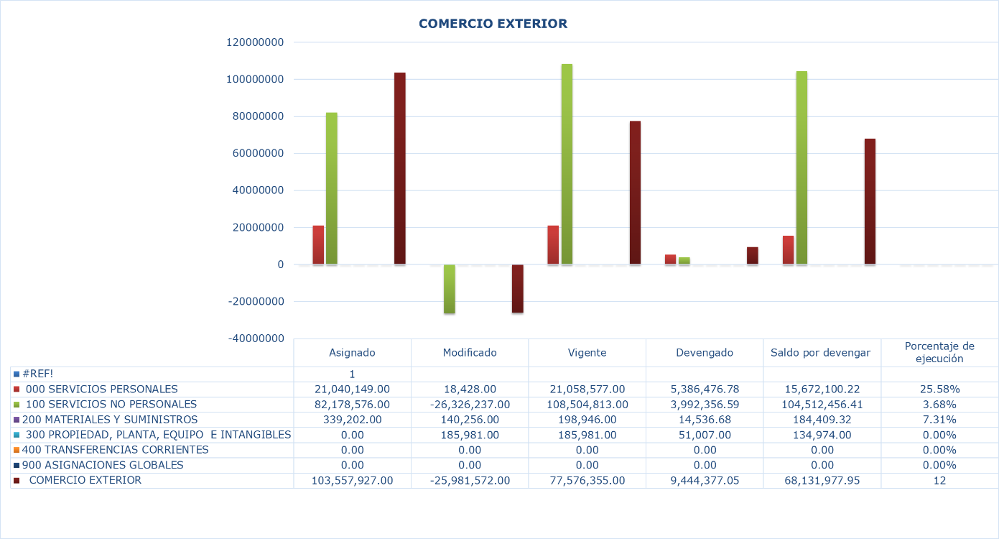 COMERCIO EXTERIOR
120000000
100000000
80000000
60000000
40000000
20000000
0
-20000000
-40000000
Asignado Modificado Vigente Devengado Saldo por devengar Porcentaje de
ejecución
#REF! 1
000 SERVICIOS PERSONALES 21,040,149.00 18,428.00 21,058,577.00 5,386,476.78 15,672,100.22 25.58%
100 SERVICIOS NO PERSONALES 82,178,576.00 -26,326,237.00 108,504,813.00 3,992,356.59 104,512,456.41 3.68%
200 MATERIALES Y SUMINISTROS 339,202.00 140,256.00 198,946.00 14,536.68 184,409.32 7.31%
300 PROPIEDAD, PLANTA, EQUIPO E INTANGIBLES 0.00 185,981.00 185,981.00 51,007.00 134,974.00 0.00%
400 TRANSFERENCIAS CORRIENTES 0.00 0.00 0.00 0.00 0.00 0.00%
900 ASIGNACIONES GLOBALES 0.00 0.00 0.00 0.00 0.00 0.00%
COMERCIO EXTERIOR 103,557,927.00 -25,981,572.00 77,576,355.00 9,444,377.05 68,131,977.95 12